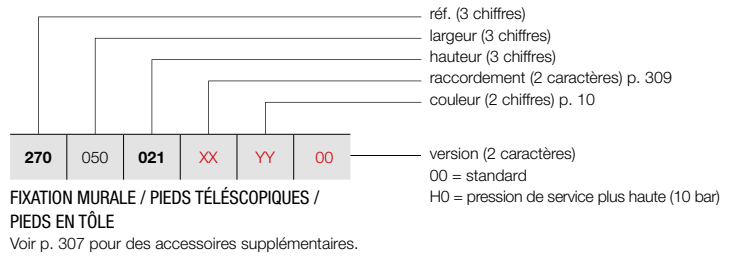 réf. (3 chiffres)
largeur (3 chiffres)
hauteur (3 chiffres)
raccordement (2 caractères) p. 309
couleur (2 chiffres) p. 10
270 050 021 XX YY 00
version (2 caractères)
00 = standard
H0 = pression de service plus haute (10 bar)
FIXATION MURALE / PIEDS TÉLÉSCOPIQUES /
PIEDS EN TÔLE
Voir p. 307 pour des accessoires supplémentaires.